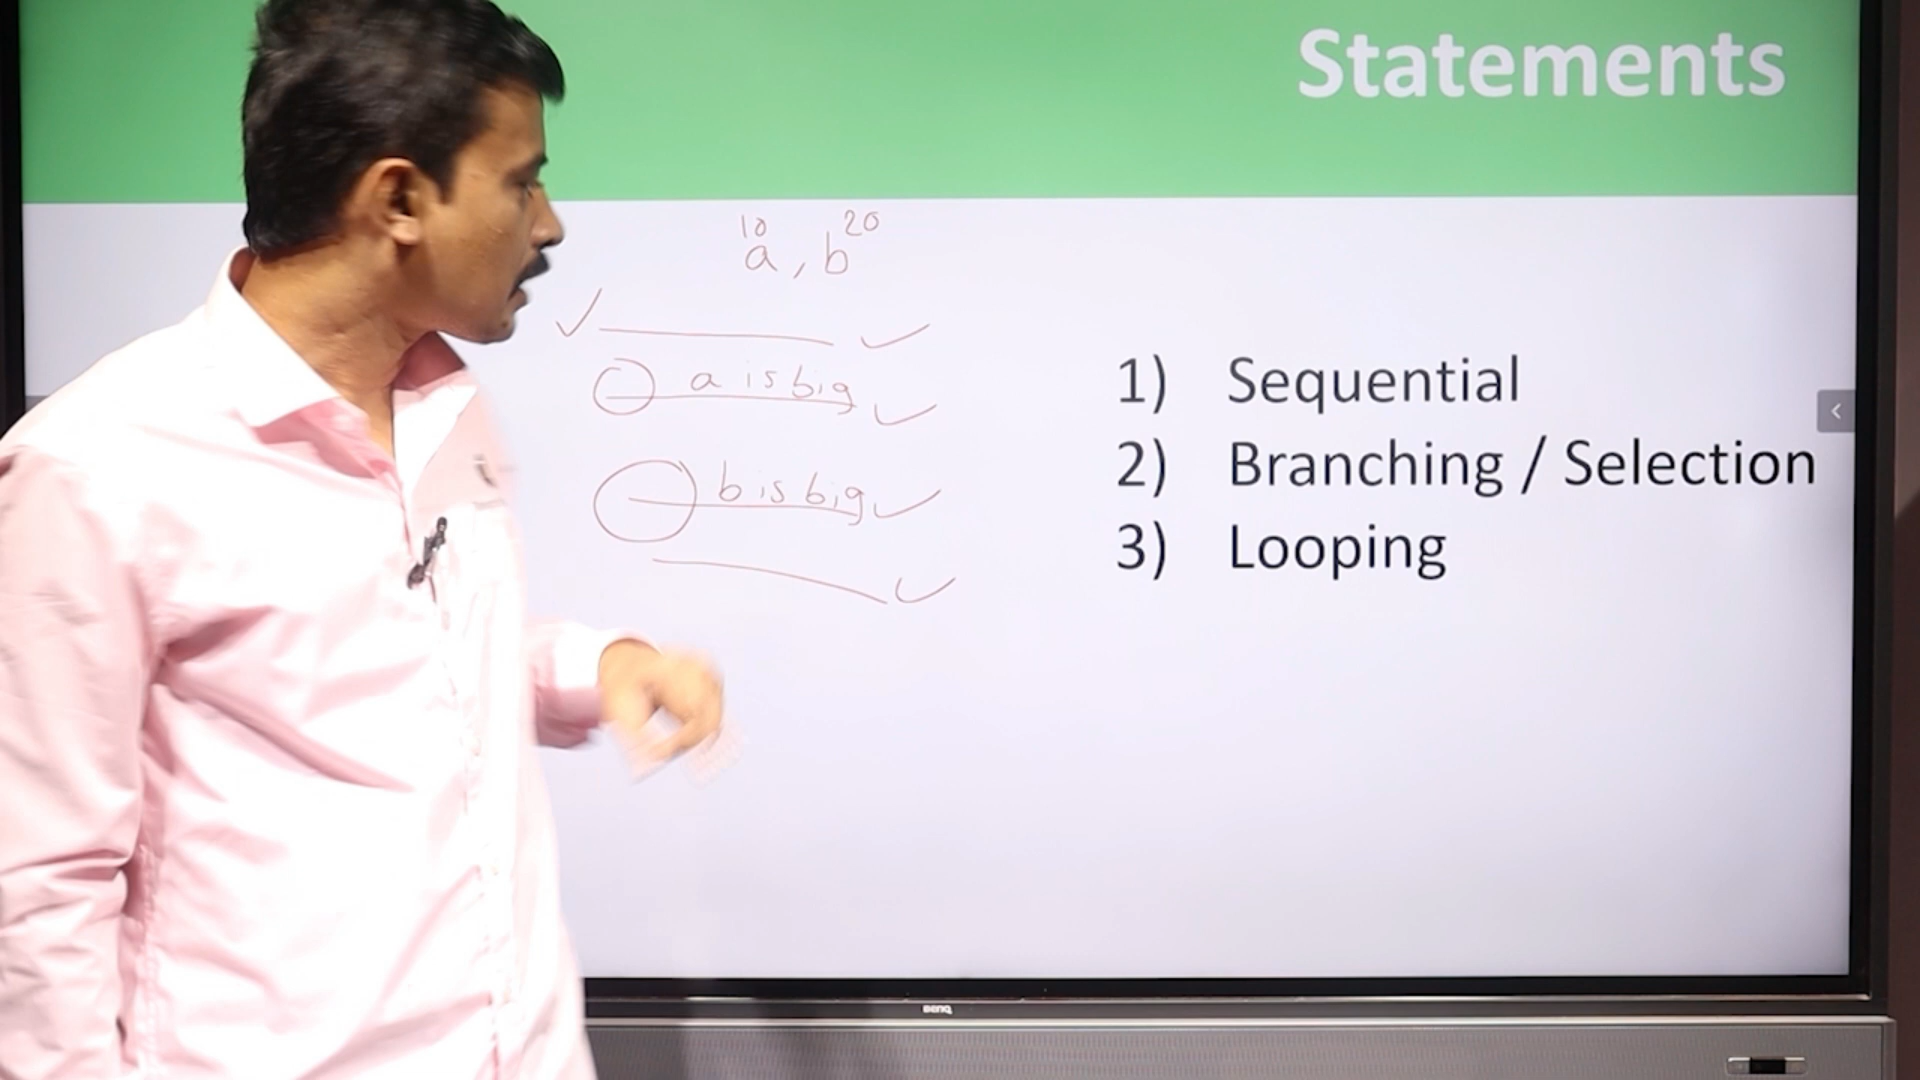 Statements
10 20
a , b
a is big
b is big
1) Sequential
2) Branching / Selection
3) Looping
BenQ